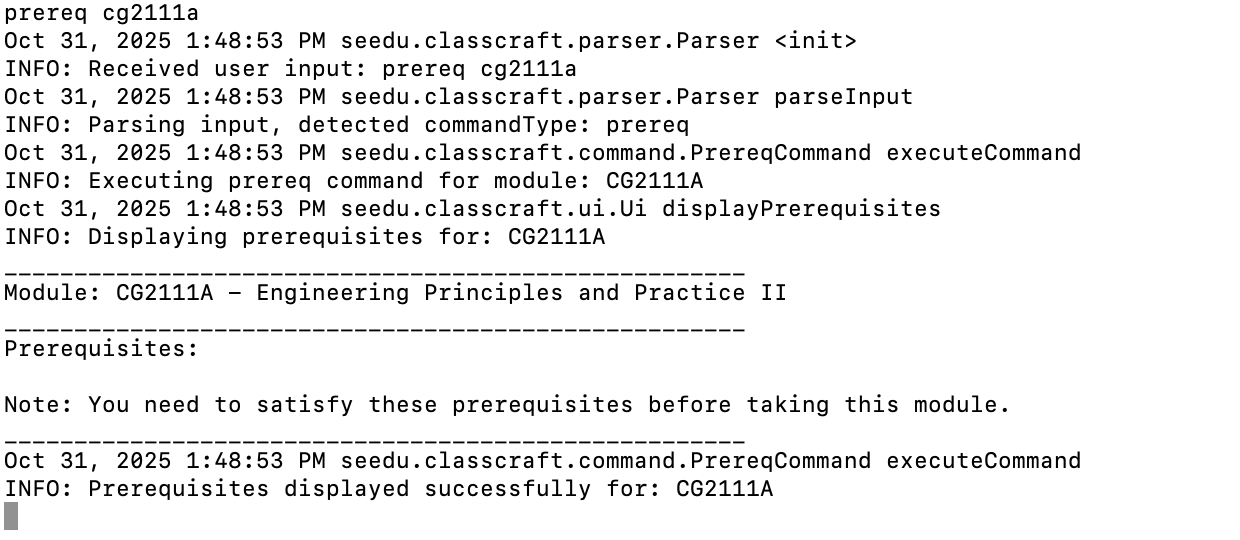 prereq cg2111a
Oct 31, 2025 1:48:53 PM seedu.classcraft.parser.Parser <init>
INFO: Received user input: prereq cg2111a
Oct 31, 2025 1:48:53 PM seedu.classcraft.parser.Parser parseInput
INFO: Parsing input, detected commandType: prereq
Oct 31, 2025 1:48:53 PM seedu.classcraft.command.PrereqCommand executeCommand
INFO: Executing prereq command for module: CG2111A
Oct 31, 2025 1:48:53 PM seedu.classcraft.ui.Ui displayPrerequisites
INFO: Displaying prerequisites for: CG2111A
_____________________________________________________
Module: CG2111A – Engineering Principles and Practice II
_____________________________________________________
Prerequisites:
Note: You need to satisfy these prerequisites before taking this module.
_____________________________________________________
Oct 31, 2025 1:48:53 PM seedu.classcraft.command.PrereqCommand executeCommand
INFO: Prerequisites displayed successfully for: CG2111A